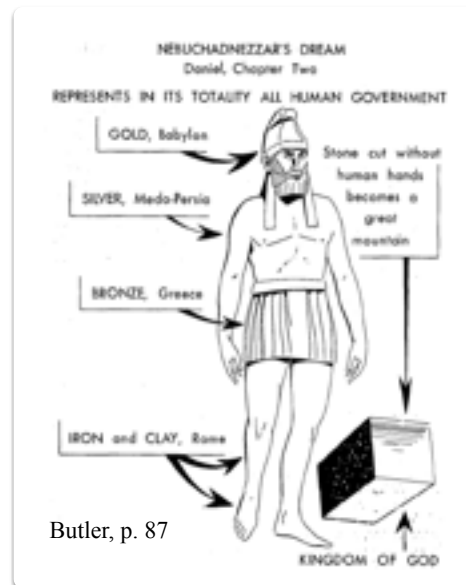 NEBUCHADNEZZAR'S DREAM
Daniel, Chapter Two
REPRESENTS IN ITS TOTALITY ALL HUMAN GOVERNMENT
GOLD, Babylon
Stone cut without
human hands
becomes a
great
mountain
SILVER, Medo-Persia
BRONZE, Greece
IRON and CLAY, Rome
Butler, p. 87
KINGDOM OF GOD